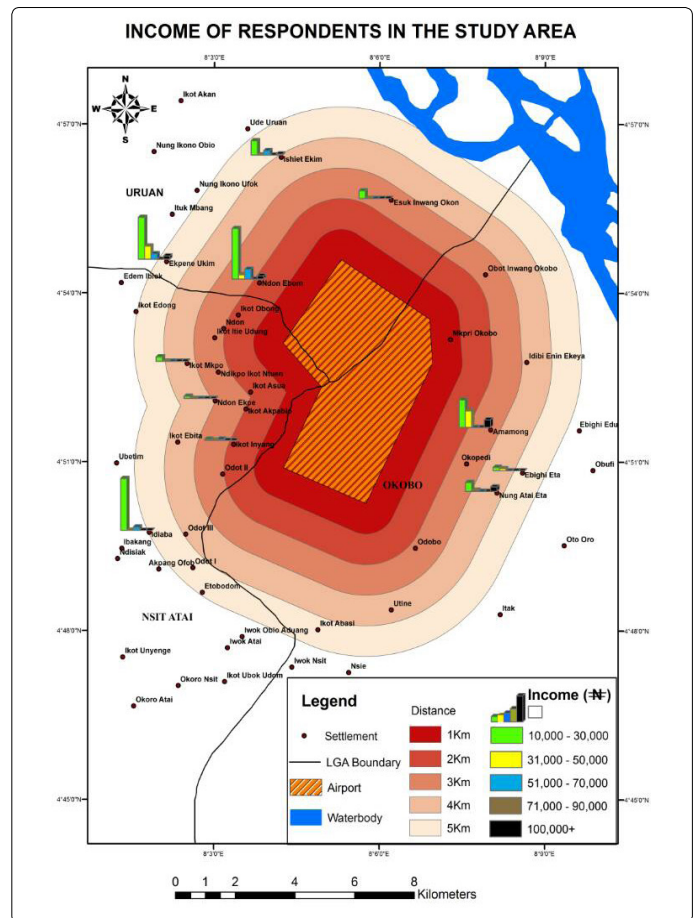 INCOME OF RESPONDENTS IN THE STUDY AREA
8°3'0"E 8°6'0"E 8°9'0"E
N
W E
S
Ikot Akan
4°57'0"N 4°57'0"N
Ude Uruan
Nung Ikono Obio
Ishiet Ekim
URUAN
Nung Ikono Ufok
Esuk Inwang Okon
Ituk Mbang
Ekpene Ukim
Obot Inwang Okobo
Edem Ibiok
Ndon Ebum
4°54'0"N 4°54'0"N
Ikot Edong
Ikot Obong
Ndon
Ikot Itie Udung
Mkpri Okobo
Ikot Mkpo
Idibi Enin Ekeya
Ndikpo Ikot Nhem
Ikot Asua
Ndon Ekpe
Ikot Akpabio
Amamong
Ebighi Edu
Ikot Ebita
Ikot Inyang
Ubetim
4°51'0"N 4°51'0"N
Okopedi
Odot II
Ebighi Eta
Obufi
OKOBO
Nung Atai Eta
Idiaba
Odot III
Ibakang
Ndisiak
Odobo
Oto Oro
Akpang Ofob
Odot I
Etobodom
Utine
NSIT ATAI
Itak
4°48'0"N 4°48'0"N
Ikot Abasi
Iwok Obio Aduang
Iwok Atai
Ikot Unyenge
Iwok Nsit
Nsie
Okoro Nsit
Ikot Ubok Udom
Okoro Atai
Legend
Settlement
LGA Boundary
Airport
Waterbody
Distance
1Km
2Km
3Km
4Km
5Km
Income (₦)
10,000 - 30,000
31,000 - 50,000
51,000 - 70,000
71,000 - 90,000
100,000+
4°45'0"N 4°45'0"N
8°3'0"E 8°6'0"E 8°9'0"E
0 1 2 4 6 8
Kilometers